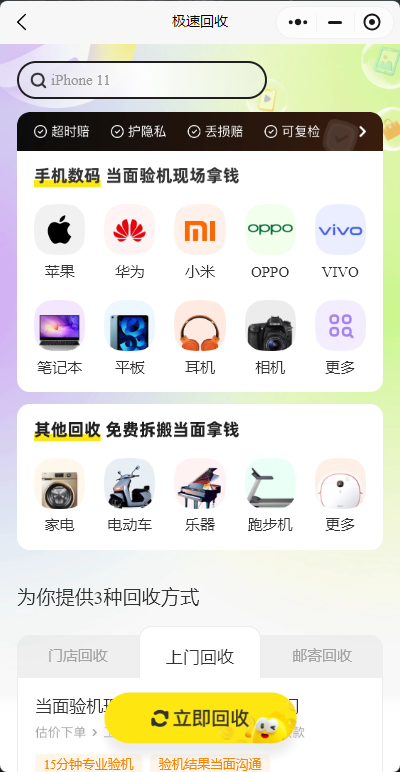 极速回收
iPhone 11
超时赔 护隐私 丢损赔 可复检
手机数码 当面验机现场拿钱
oppo vivo
苹果 华为 小米 OPPO VIVO
笔记本 平板 耳机 相机 更多
其他回收 免费拆搬当面拿钱
家电 电动车 乐器 跑步机 更多
为你提供3种回收方式
门店回收 上门回收 邮寄回收
当面验机
立即回收
估价下单
15分钟专业验机 验机结果当面沟通